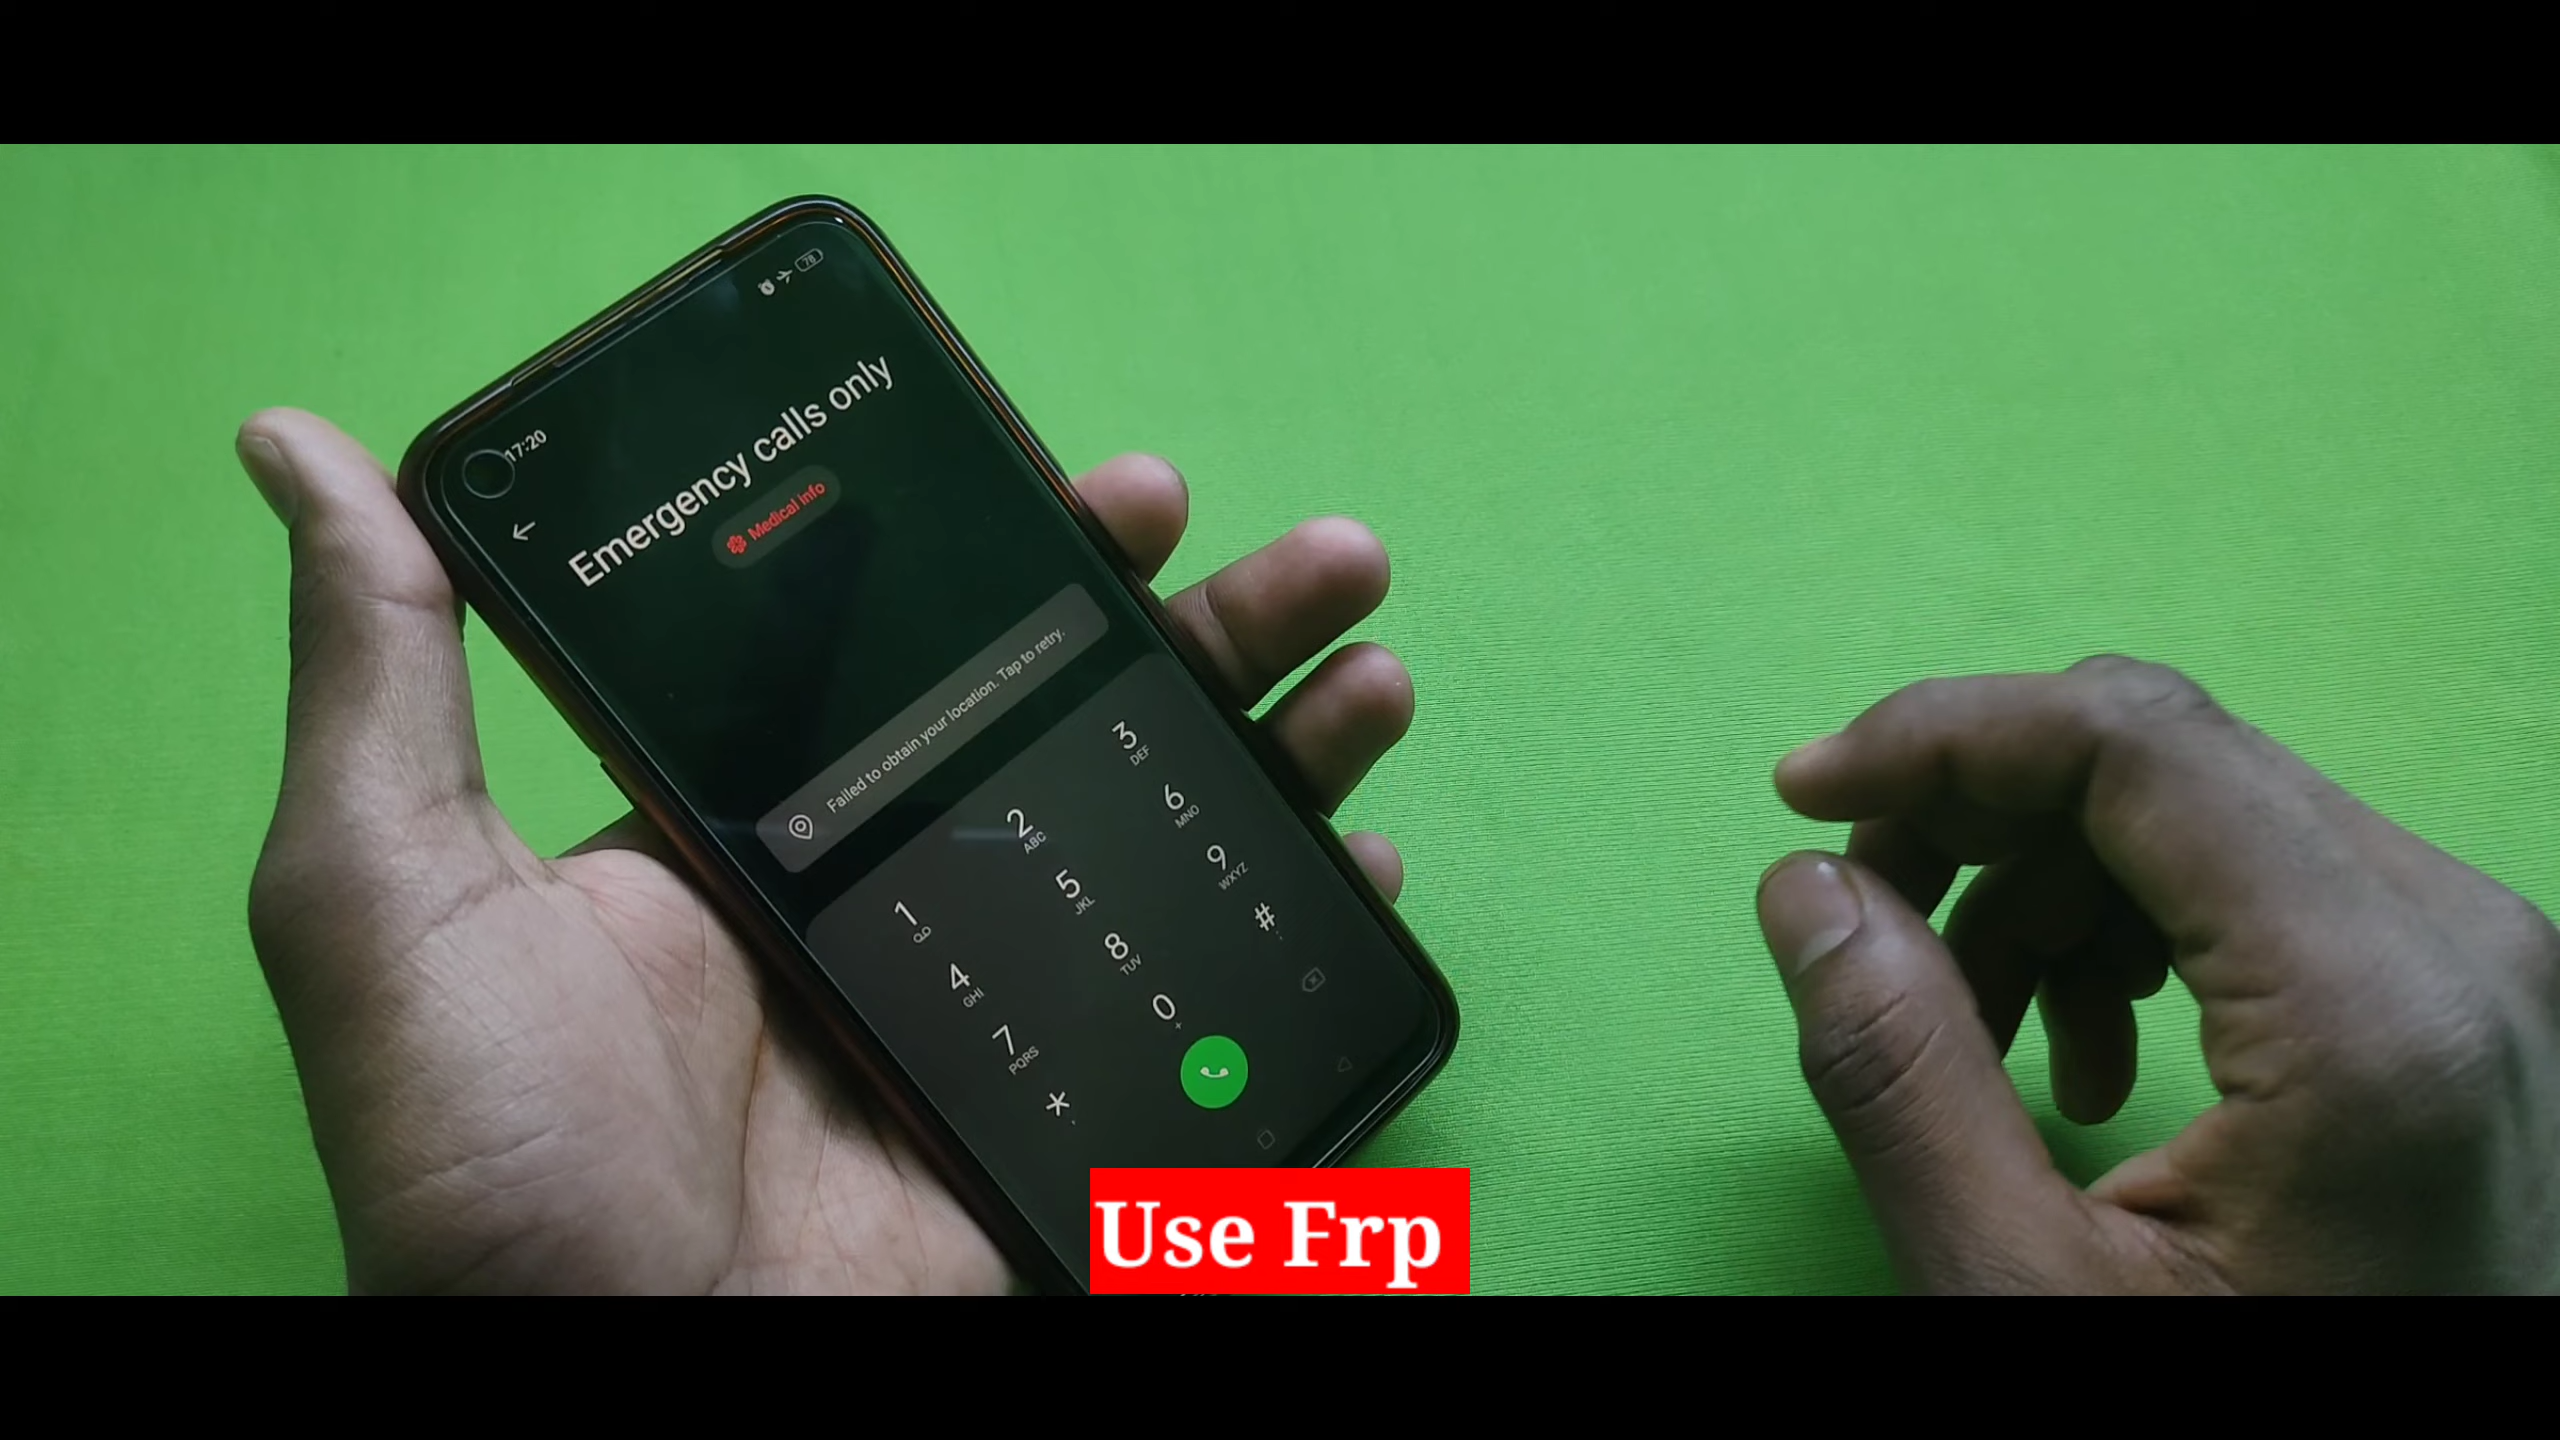 17:20
78
Emergency calls only
Medical info
Failed to obtain your location. Tap to retry.
1
2 ABC
3 DEF
4 GHI
5 JKL
6 MNO
7 PQRS
8 TUV
9 WXYZ
*
0 +
#
Use Frp